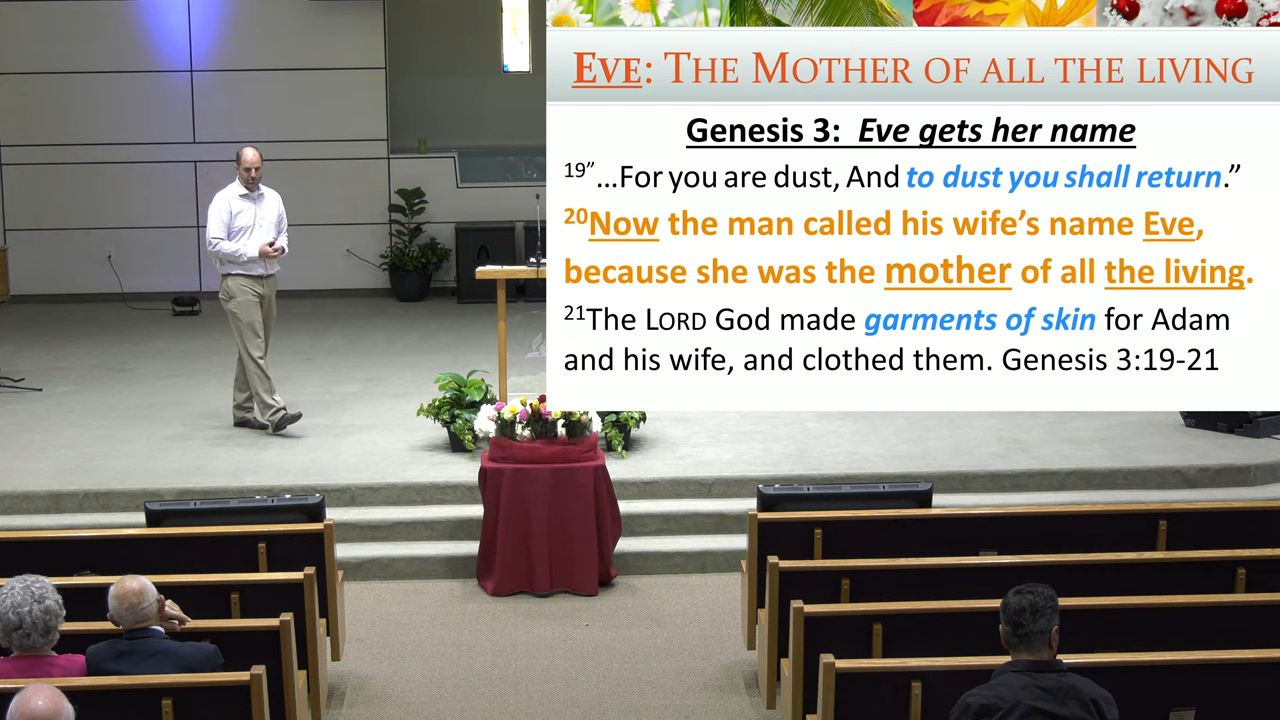 EVE: THE MOTHER OF ALL THE LIVING
Genesis 3: Eve gets her name
19”…For you are dust, And to dust you shall return.”
20Now the man called his wife’s name Eve,
because she was the mother of all the living.
21The LORD God made garments of skin for Adam
and his wife, and clothed them. Genesis 3:19-21